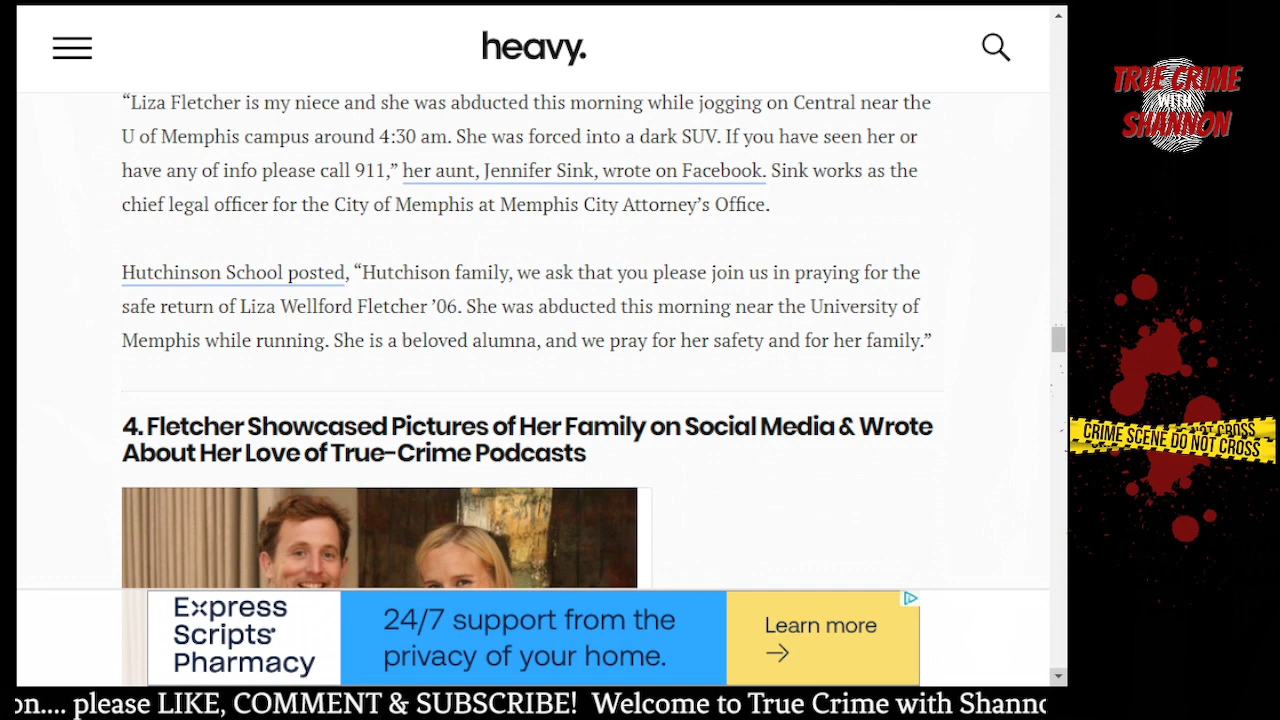 heavy.
“Liza Fletcher is my niece and she was abducted this morning while jogging on Central near the
U of Memphis campus around 4:30 am. She was forced into a dark SUV. If you have seen her or
have any of info please call 911,” her aunt, Jennifer Sink, wrote on Facebook. Sink works as the
chief legal officer for the City of Memphis at Memphis City Attorney’s Office.
Hutchinson School posted, “Hutchison family, we ask that you please join us in praying for the
safe return of Liza Wellford Fletcher ’06. She was abducted this morning near the University of
Memphis while running. She is a beloved alumna, and we pray for her safety and for her family.”
4. Fletcher Showcased Pictures of Her Family on Social Media & Wrote
About Her Love of True-Crime Podcasts
Express
Scripts
Pharmacy
24/7 support from the
privacy of your home.
Learn more
TRUE CRIME
WITH
SHANNON
CRIME SCENE DO NOT CROSS
on.... please LIKE, COMMENT & SUBSCRIBE! Welcome to True Crime with Shanno